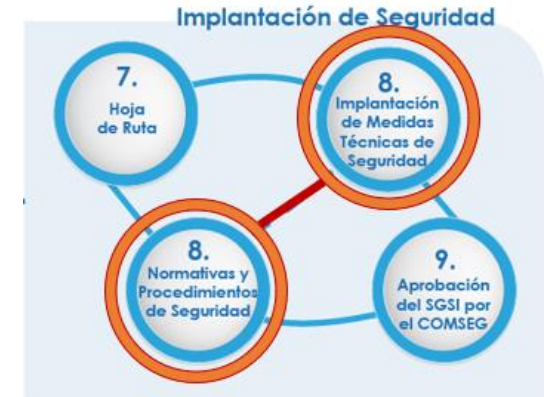 Implantación de Seguridad
7.
Hoja
de Ruta
8.
Implantación
de Medidas
Técnicas de
Seguridad
8.
Normativas y
Procedimientos
de Seguridad
9.
Aprobación
del SGSI por
el COMSEG